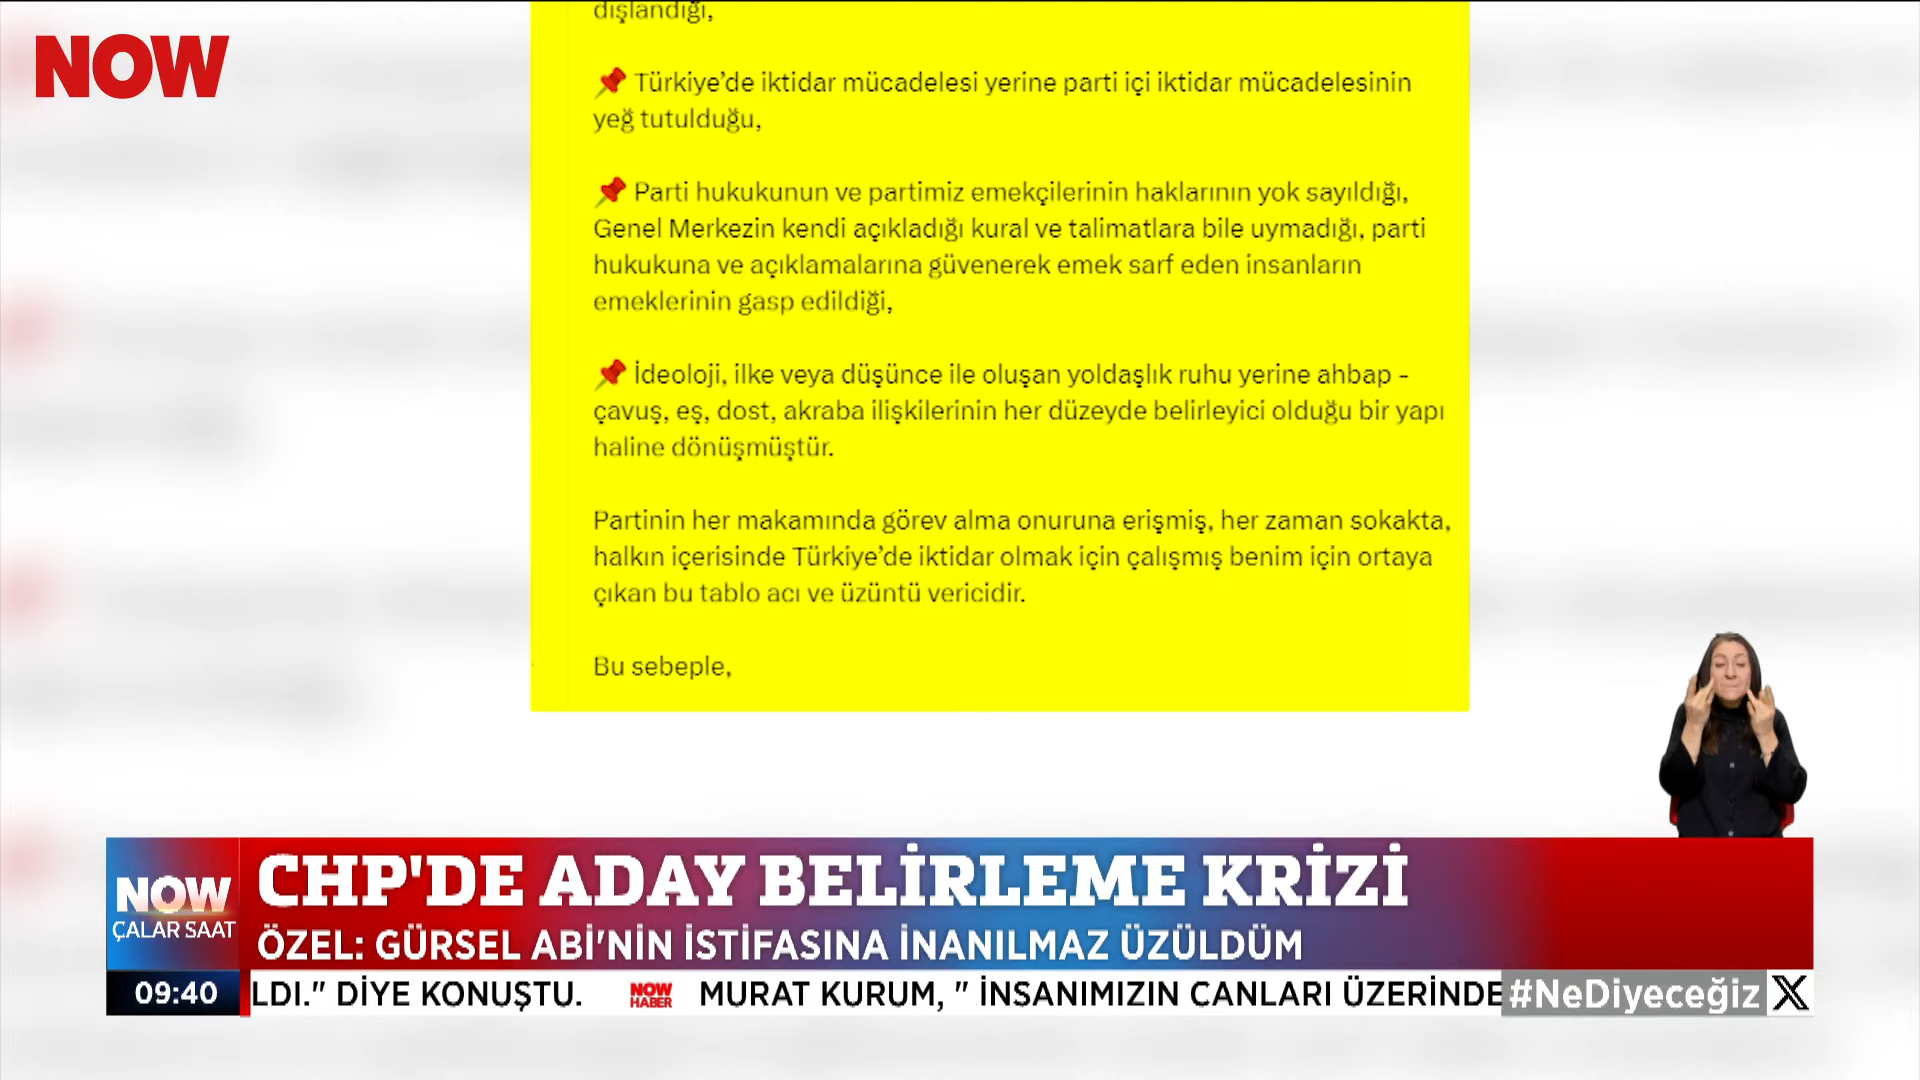 NOW
dışlandığı,
📌 Türkiye’de iktidar mücadelesi yerine parti içi iktidar mücadelesinin
yeğ tutulduğu,
📌 Parti hukukunun ve partimiz emekçilerinin haklarının yok sayıldığı,
Genel Merkezin kendi açıkladığı kural ve talimatlara bile uymadığı, parti
hukukuna ve açıklamalarına güvenerek emek sarf eden insanların
emeklerinin gasp edildiği,
📌 İdeoloji, ilke veya düşünce ile oluşan yoldaşlık ruhu yerine ahbap -
çavuş, eş, dost, akraba ilişkilerinin her düzeyde belirleyici olduğu bir yapı
haline dönüşmüştür.
Partinin her makamında görev alma onuruna erişmiş, her zaman sokakta,
halkın içerisinde Türkiye’de iktidar olmak için çalışmış benim için ortaya
çıkan bu tablo acı ve üzüntü vericidir.
Bu sebeple,
NOW
ÇALAR SAAT
CHP'DE ADAY BELİRLEME KRİZİ
ÖZEL: GÜRSEL ABİ'NİN İSTİFASINA İNANILMAZ ÜZÜLDÜM
09:40
LDI." DİYE KONUŞTU. NOW HABER MURAT KURUM, " İNSANIMIZIN CANLARI ÜZERİNDE
#NeDiyeceğiz X